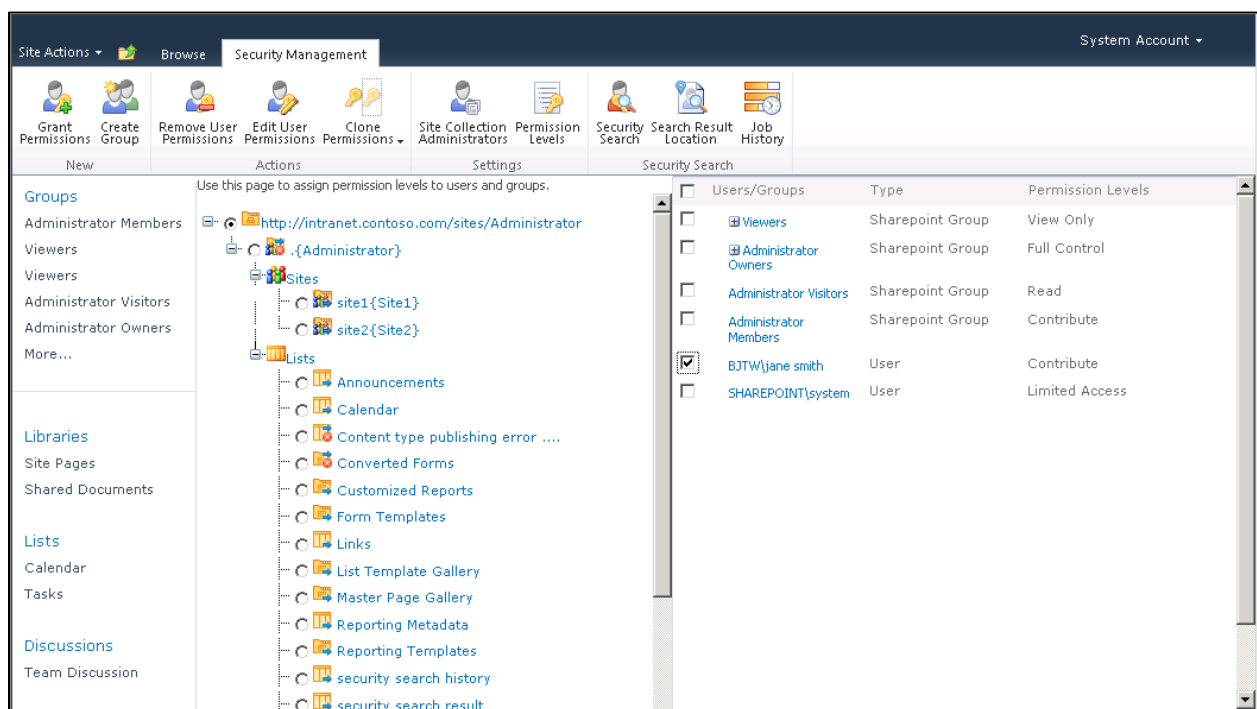 Site Actions
Browse
Security Management
System Account
Grant Permissions
Create Group
Remove User Permissions
Edit User Permissions
Clone Permissions
Site Collection Administrators
Permission Levels
Security Search
Search Result Location
Job History
New
Actions
Settings
Security Search
Groups
Administrator Members
Viewers
Viewers
Administrator Visitors
Administrator Owners
More...
Libraries
Site Pages
Shared Documents
Lists
Calendar
Tasks
Discussions
Team Discussion
Use this page to assign permission levels to users and groups.
http://intranet.contoso.com/sites/Administrator
.{Administrator}
Sites
site1{Site1}
site2{Site2}
Lists
Announcements
Calendar
Content type publishing error ....
Converted Forms
Customized Reports
Form Templates
Links
List Template Gallery
Master Page Gallery
Reporting Metadata
Reporting Templates
security search history
security search result
Users/Groups Type Permission Levels
Viewers Sharepoint Group View Only
Administrator Owners Sharepoint Group Full Control
Administrator Visitors Sharepoint Group Read
Administrator Members Sharepoint Group Contribute
BJTW\jane smith User Contribute
SHAREPOINT\system User Limited Access